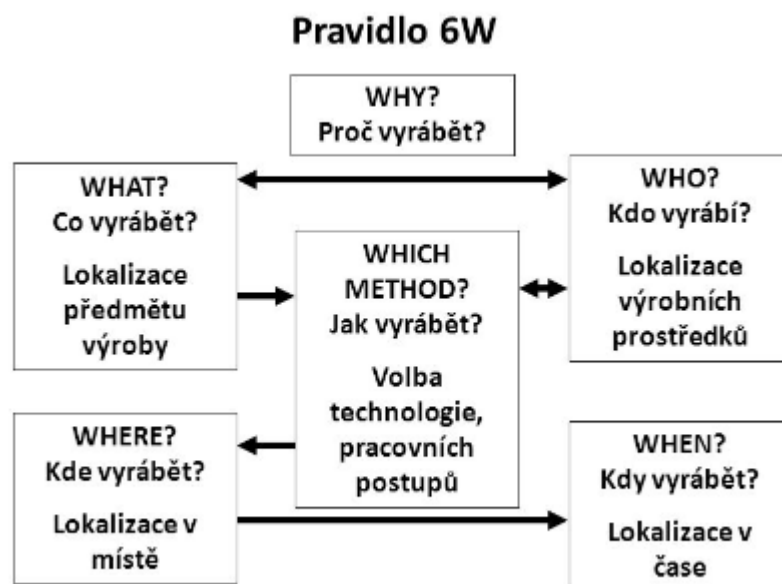 Pravidlo 6W
WHY?
Proč vyrábět?
WHAT?
Co vyrábět?
Lokalizace
předmětu
výroby
WHO?
Kdo vyrábí?
Lokalizace
výrobních
prostředků
WHICH
METHOD?
Jak vyrábět?
Volba
technologie,
pracovních
postupů
WHERE?
Kde vyrábět?
Lokalizace v
místě
WHEN?
Kdy vyrábět?
Lokalizace v
čase